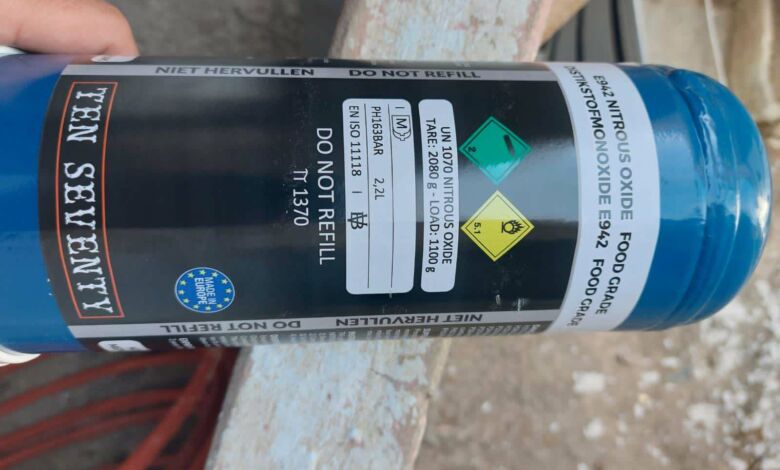 E942 NITROUS OXIDE FOOD GRADE
DISTIKSTOFMONOXIDE E942 FOOD GRADE
2
5.1
UN 1070 NITROUS OXIDE
TARE: 2080 g - LOAD: 1100 g
PH163BAR 2,2L
EN ISO 11118
DO NOT REFILL
π 1370
MADE IN EUROPE
TEN SEVENTY
NIET HERVULLEN DO NOT REFILL
NIET HERVULLEN DO NOT REFILL